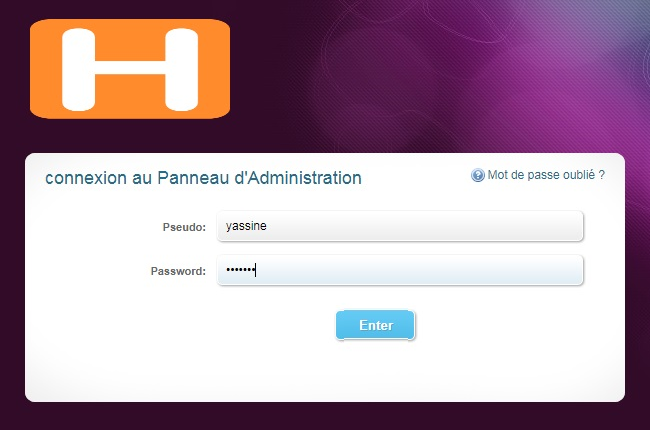 H
connexion au Panneau d'Administration
Mot de passe oublié ?
Pseudo: yassine
Password: •••••••
Enter